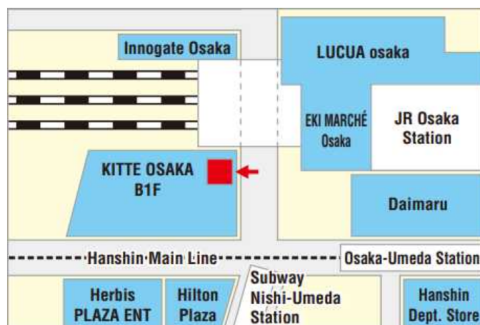 Innogate Osaka
LUCUA osaka
EKI MARCHÉ
Osaka
JR Osaka
Station
KITTE OSAKA
B1F
Daimaru
Hanshin Main Line
Osaka-Umeda Station
Subway
Nishi-Umeda
Station
Herbis
PLAZA ENT
Hilton
Plaza
Hanshin
Dept. Store